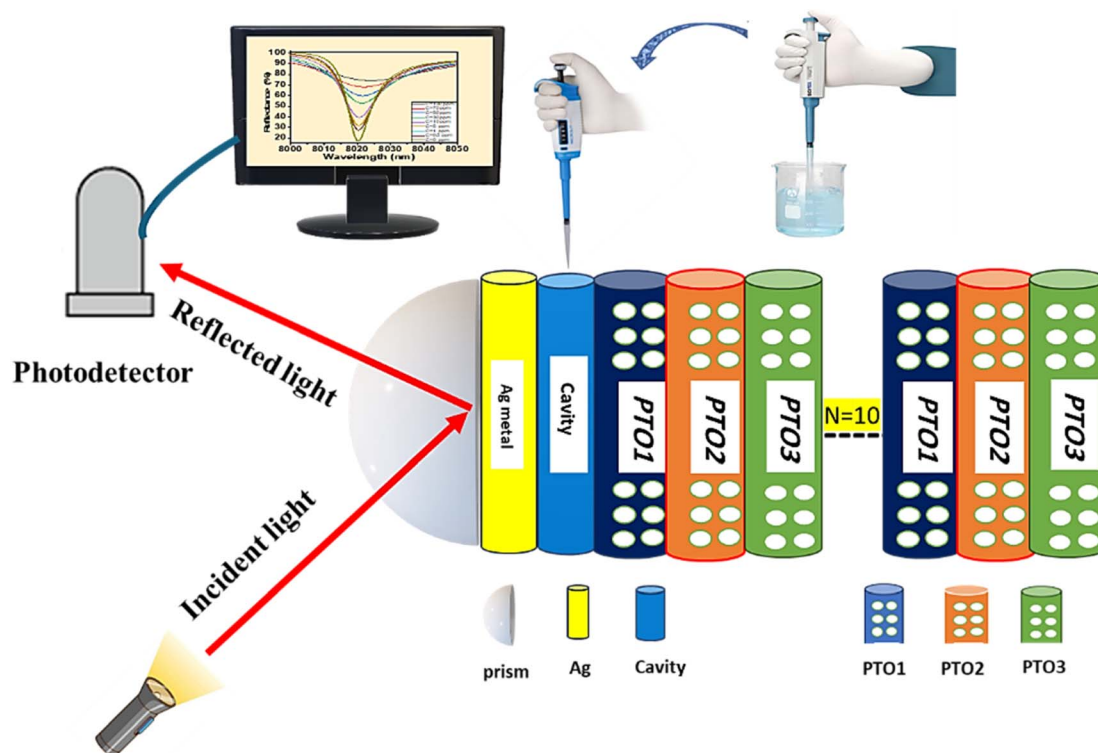 100
90
80
70
60
50
40
30
20
Reflectance (%)
8000 8010 8020 8030 8040 8050
Wavelength (nm)
Reflected light
Photodetector
Incident light
Ag metal
Cavity
PTO1
PTO2
PTO3
N=10
PTO1
PTO2
PTO3
prism
Ag
Cavity
PTO1
PTO2
PTO3